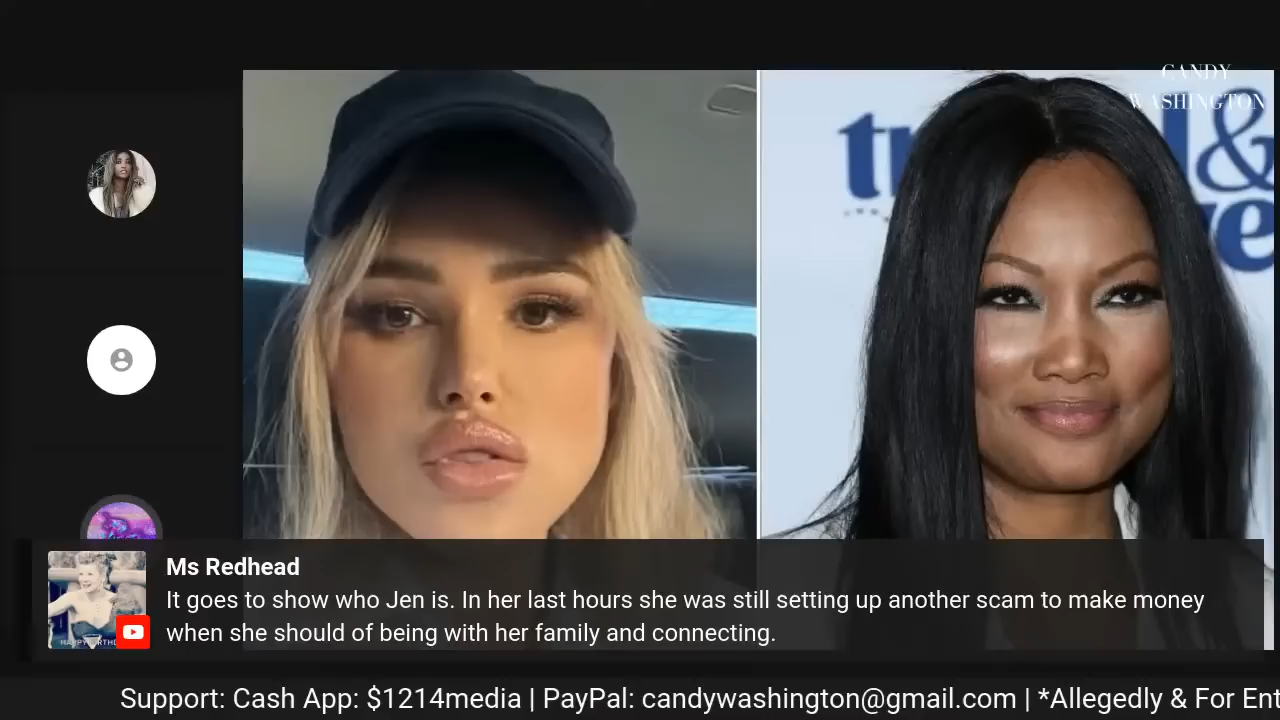 CANDY
WASHINGTON
&
Ms Redhead
It goes to show who Jen is. In her last hours she was still setting up another scam to make money
when she should of being with her family and connecting.
Support: Cash App: $1214media | PayPal: candywashington@gmail.com | *Allegedly & For Ent